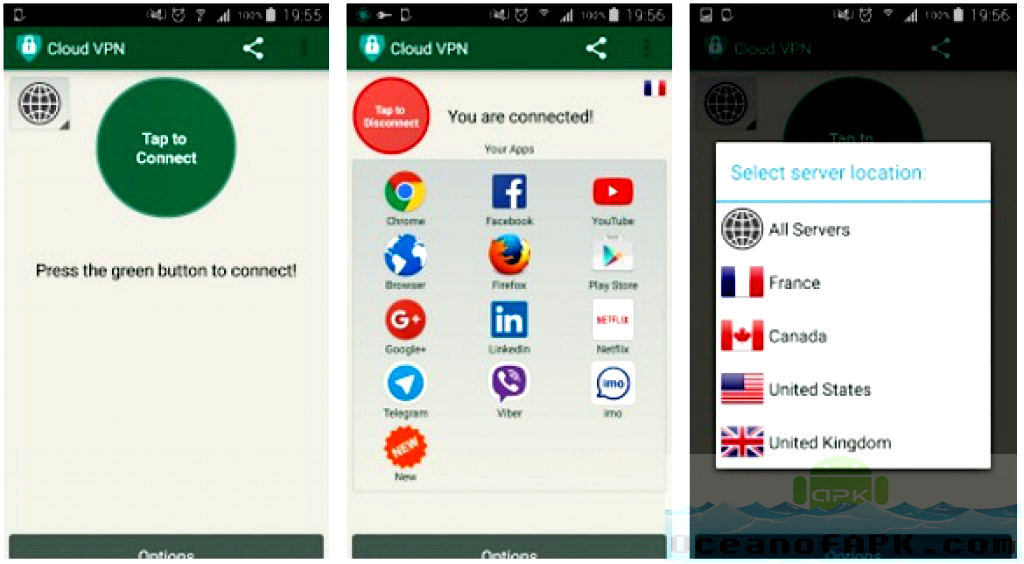 100% 19:55
Cloud VPN
Tap to
Connect
Press the green button to connect!
Options
100% 19:56
Cloud VPN
Tap to
Disconnect
You are connected!
Your Apps
Chrome
Facebook
YouTube
Browser
Firefox
Play Store
G+
in
NETFLIX
Google+
LinkedIn
Netflix
imo
Telegram
Viber
imo
NEW
New
Options
100% 19:56
Cloud VPN
Tap to
Select server location:
All Servers
France
Canada
United States
United Kingdom
apk
OceanofAPK.com
Options